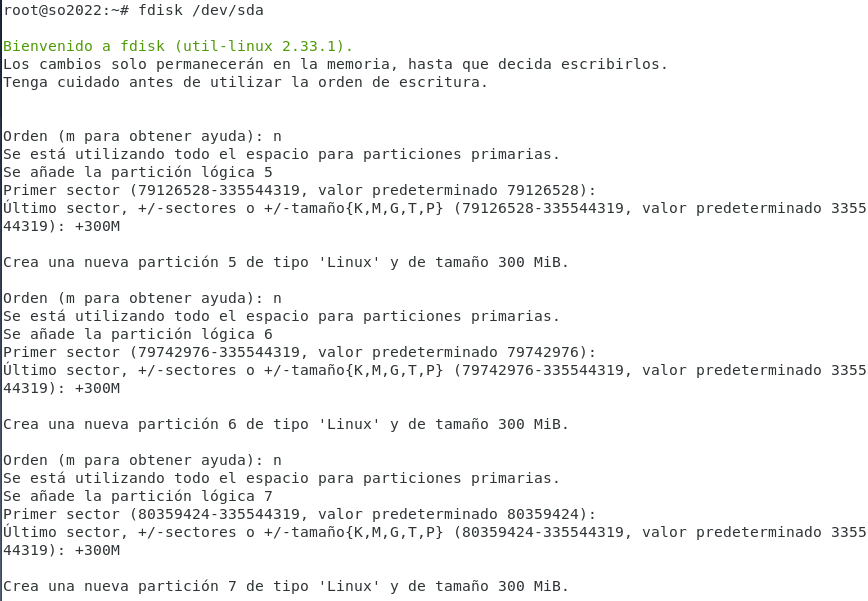 root@so2022:~# fdisk /dev/sda
Bienvenido a fdisk (util-linux 2.33.1).
Los cambios solo permanecerán en la memoria, hasta que decida escribirlos.
Tenga cuidado antes de utilizar la orden de escritura.
Orden (m para obtener ayuda): n
Se está utilizando todo el espacio para particiones primarias.
Se añade la partición lógica 5
Primer sector (79126528-335544319, valor predeterminado 79126528):
Último sector, +/-sectores o +/-tamaño{K,M,G,T,P} (79126528-335544319, valor predeterminado 3355
44319): +300M
Crea una nueva partición 5 de tipo 'Linux' y de tamaño 300 MiB.
Orden (m para obtener ayuda): n
Se está utilizando todo el espacio para particiones primarias.
Se añade la partición lógica 6
Primer sector (79742976-335544319, valor predeterminado 79742976):
Último sector, +/-sectores o +/-tamaño{K,M,G,T,P} (79742976-335544319, valor predeterminado 3355
44319): +300M
Crea una nueva partición 6 de tipo 'Linux' y de tamaño 300 MiB.
Orden (m para obtener ayuda): n
Se está utilizando todo el espacio para particiones primarias.
Se añade la partición lógica 7
Primer sector (80359424-335544319, valor predeterminado 80359424):
Último sector, +/-sectores o +/-tamaño{K,M,G,T,P} (80359424-335544319, valor predeterminado 3355
44319): +300M
Crea una nueva partición 7 de tipo 'Linux' y de tamaño 300 MiB.